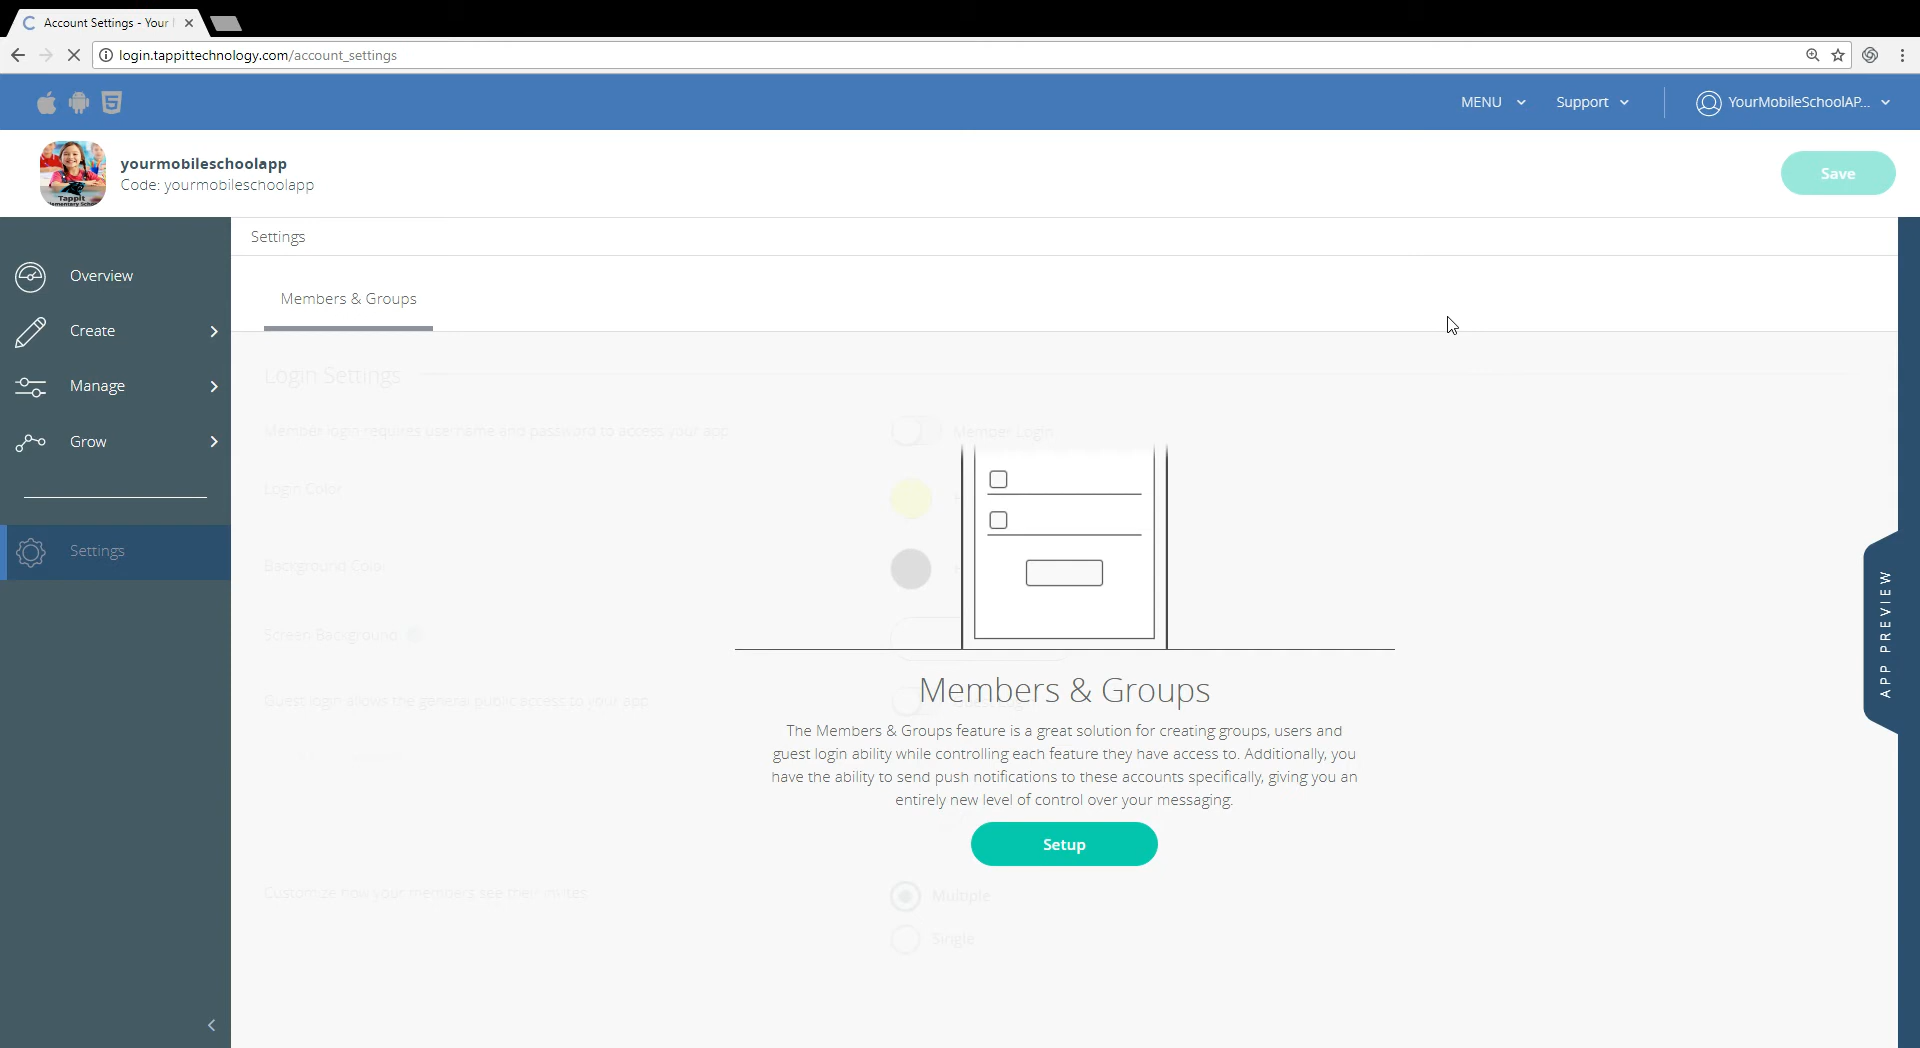 Account Settings - Your
login.tappittechnology.com/account_settings
MENU
Support
YourMobileSchoolAP...
yourmobileschoolapp
Code: yourmobileschoolapp
Tappit
Save
Settings
Overview
Members & Groups
Create
Login Settings
Manage
Member login requires username and password to access your app
Member Login
Grow
Login Color
Settings
Background Color
APP PREVIEW
Screen Background
Members & Groups
Guest login allows the general public access to your app
The Members & Groups feature is a great solution for creating groups, users and
guest login ability while controlling each feature they have access to. Additionally, you
have the ability to send push notifications to these accounts specifically, giving you an
entirely new level of control over your messaging.
Setup
Customize how your members see their invites
Multiple
Single